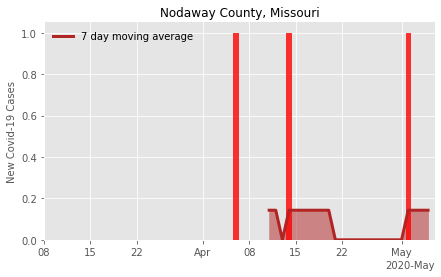 Nodaway County, Missouri
7 day moving average
New Covid-19 Cases
1.0
0.8
0.6
0.4
0.2
0.0
08 15 22 Apr 08 15 22 May
2020-May